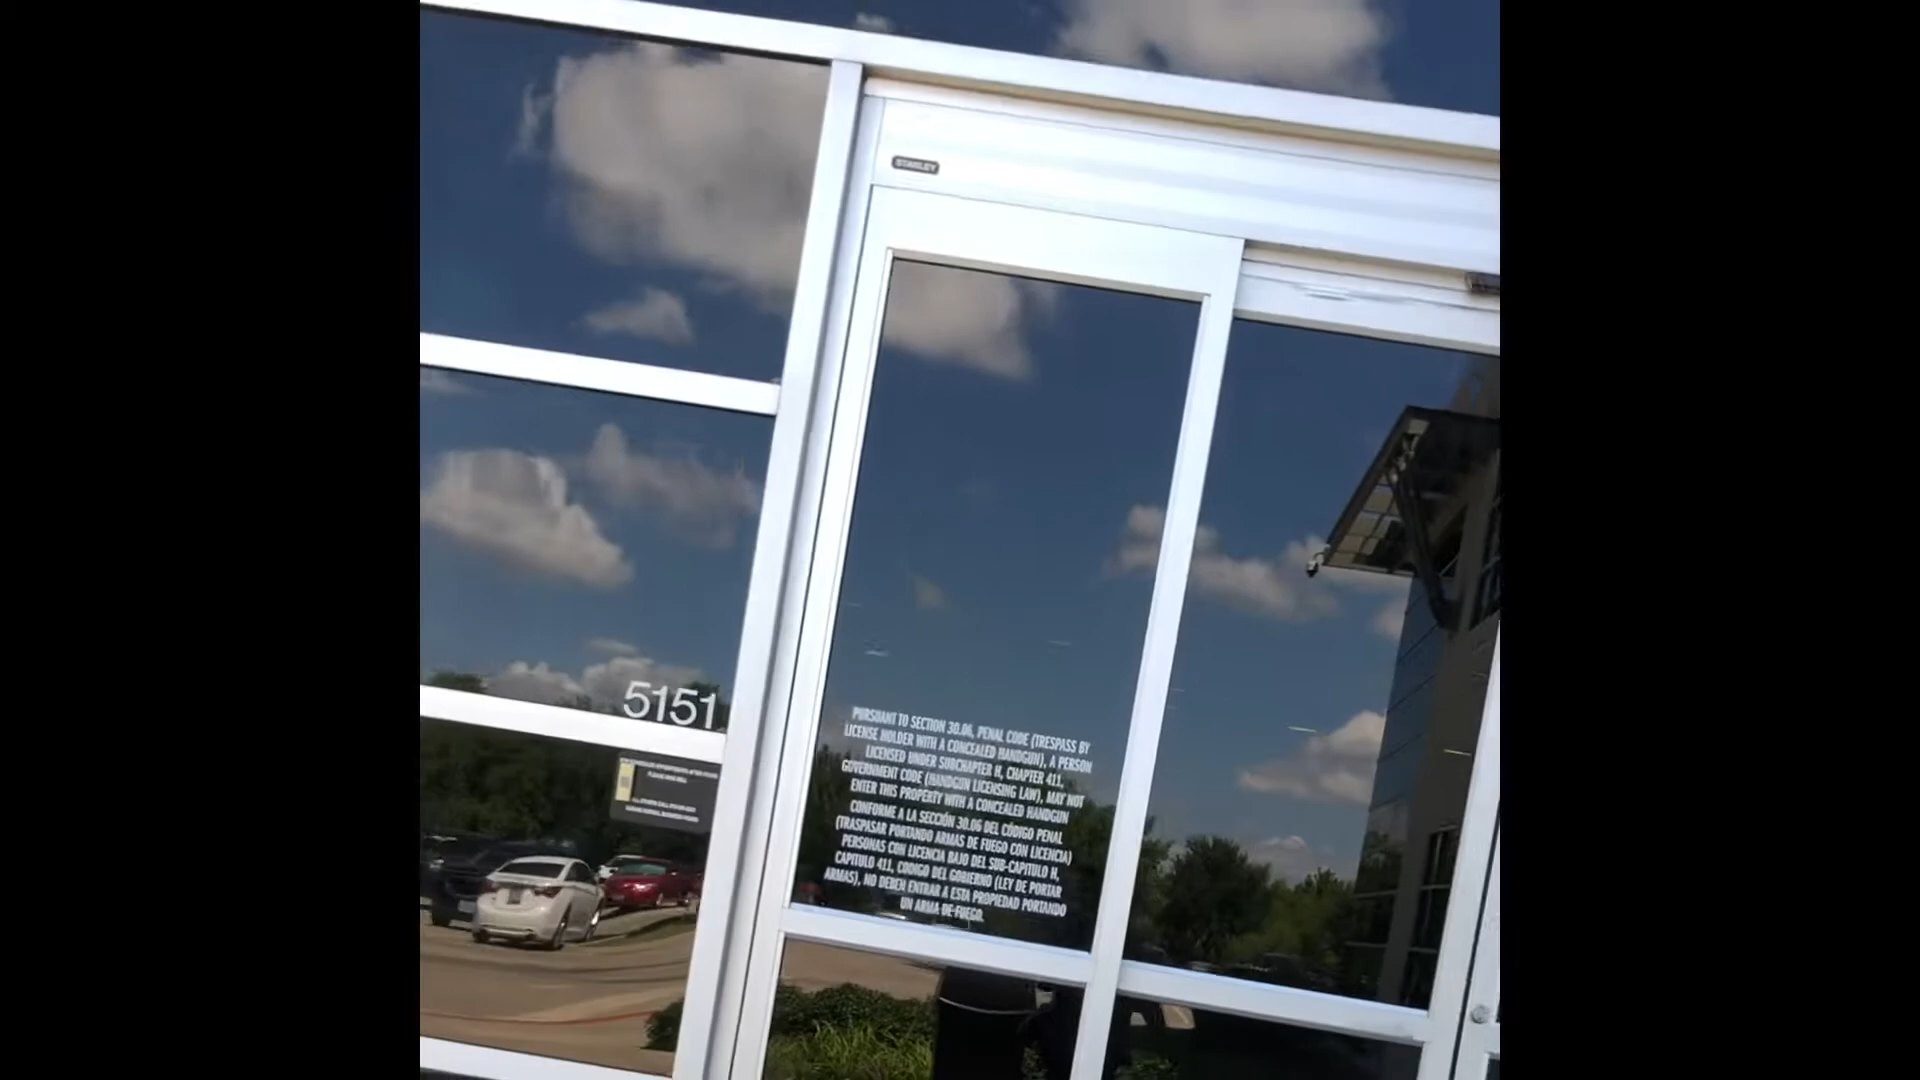 STANLEY
5151
PLEASE
PURSUANT TO SECTION 30.06, PENAL CODE (TRESPASS BY
LICENSE HOLDER WITH A CONCEALED HANDGUN), A PERSON
LICENSED UNDER SUBCHAPTER H, CHAPTER 411,
GOVERNMENT CODE (HANDGUN LICENSING LAW), MAY NOT
ENTER THIS PROPERTY WITH A CONCEALED HANDGUN
CONFORME A LA SECCIÓN 30.06 DEL CÓDIGO PENAL
(TRASPASAR PORTANDO ARMAS DE FUEGO CON LICENCIA)
PERSONAS CON LICENCIA BAJO DEL SUB-CAPITULO H,
CAPITULO 411, CODIGO DEL GOBIERNO (LEY DE PORTAR
ARMAS), NO DEBEN ENTRAR A ESTA PROPIEDAD PORTANDO
UN ARMA DE FUEGO.